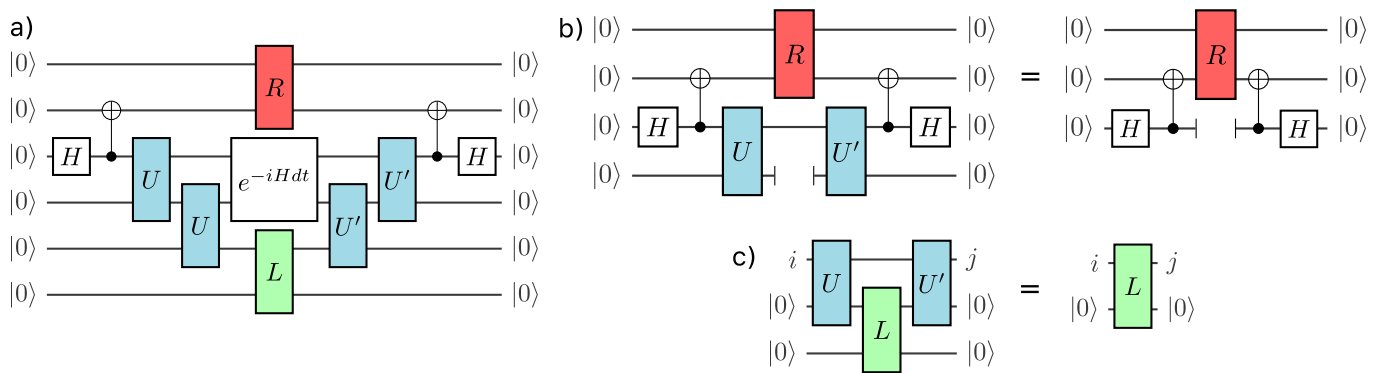 a)
|0⟩ R |0⟩
|0⟩ |0⟩
|0⟩ H U e^{-iHdt} U′ H |0⟩
|0⟩ U U′ |0⟩
|0⟩ L |0⟩
|0⟩ |0⟩
b) |0⟩ R |0⟩ = |0⟩ R |0⟩
|0⟩ |0⟩ |0⟩ |0⟩
|0⟩ H U U′ H |0⟩ |0⟩ H H |0⟩
|0⟩ |0⟩
c) i U U′ j = i L j
|0⟩ L |0⟩ |0⟩ |0⟩
|0⟩ |0⟩